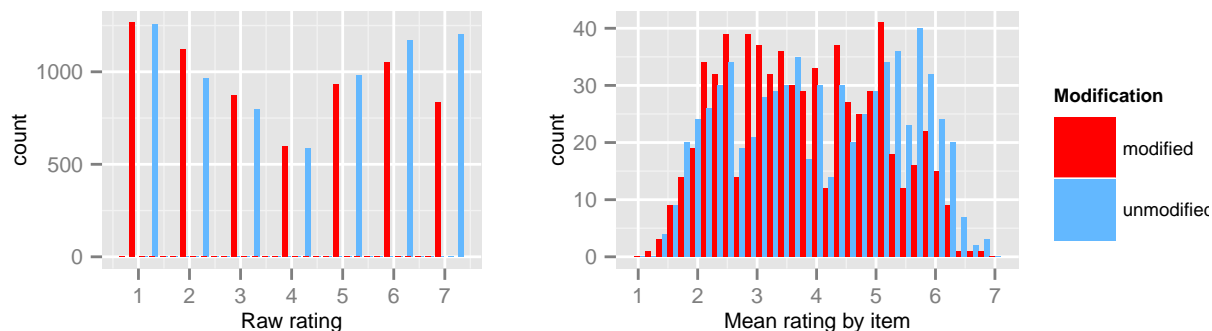 count
1000
500
0
1 2 3 4 5 6 7
Raw rating
count
40
30
20
10
0
1 2 3 4 5 6 7
Mean rating by item
Modification
modified
unmodified